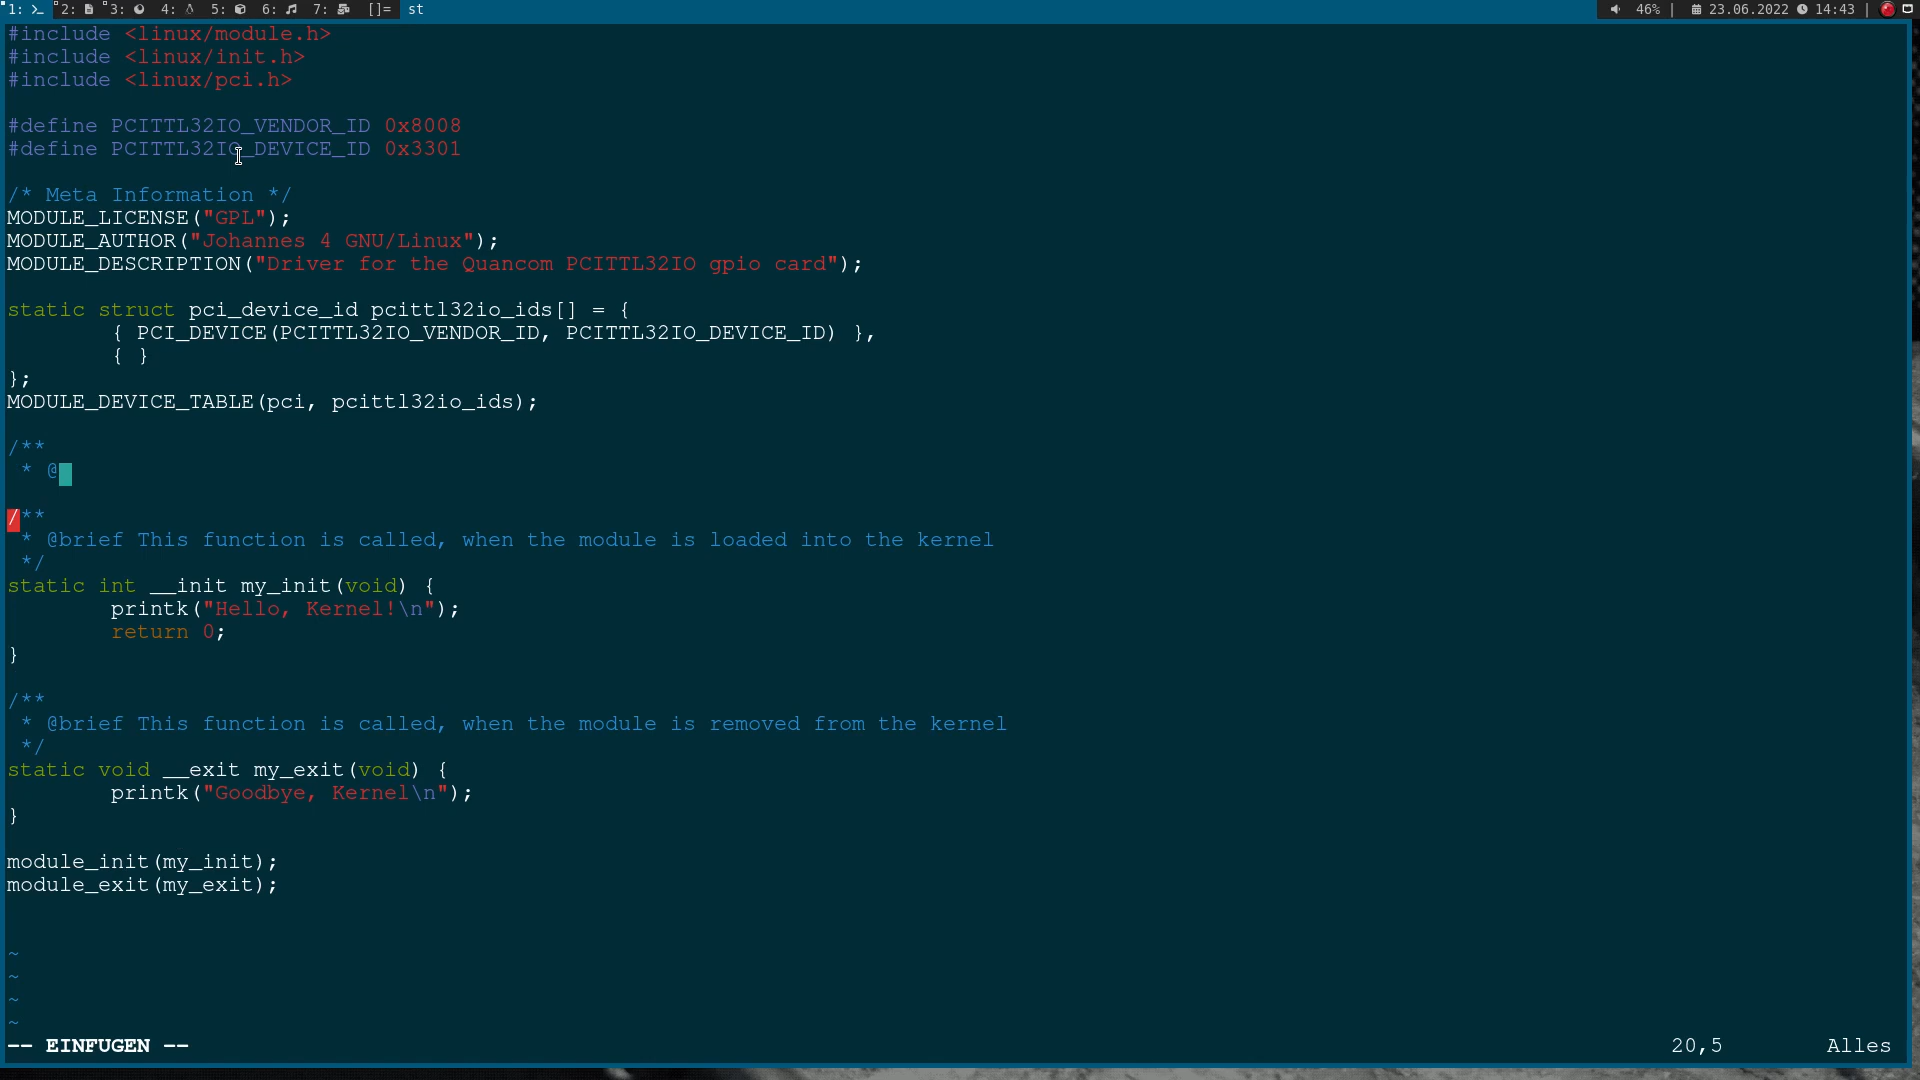 1: 2: 3: 4: 5: 6: 7: []= st 46% | 23.06.2022 14:43 |
#include <linux/module.h>
#include <linux/init.h>
#include <linux/pci.h>
#define PCITTL32IO_VENDOR_ID 0x8008
#define PCITTL32IO_DEVICE_ID 0x3301
/* Meta Information */
MODULE_LICENSE("GPL");
MODULE_AUTHOR("Johannes 4 GNU/Linux");
MODULE_DESCRIPTION("Driver for the Quancom PCITTL32IO gpio card");
static struct pci_device_id pcittl32io_ids[] = {
{ PCI_DEVICE(PCITTL32IO_VENDOR_ID, PCITTL32IO_DEVICE_ID) },
{ }
};
MODULE_DEVICE_TABLE(pci, pcittl32io_ids);
/**
* @
/**
* @brief This function is called, when the module is loaded into the kernel
*/
static int __init my_init(void) {
printk("Hello, Kernel!\n");
return 0;
}
/**
* @brief This function is called, when the module is removed from the kernel
*/
static void __exit my_exit(void) {
printk("Goodbye, Kernel\n");
}
module_init(my_init);
module_exit(my_exit);
~
~
~
~
-- EINFUGEN -- 20,5 Alles